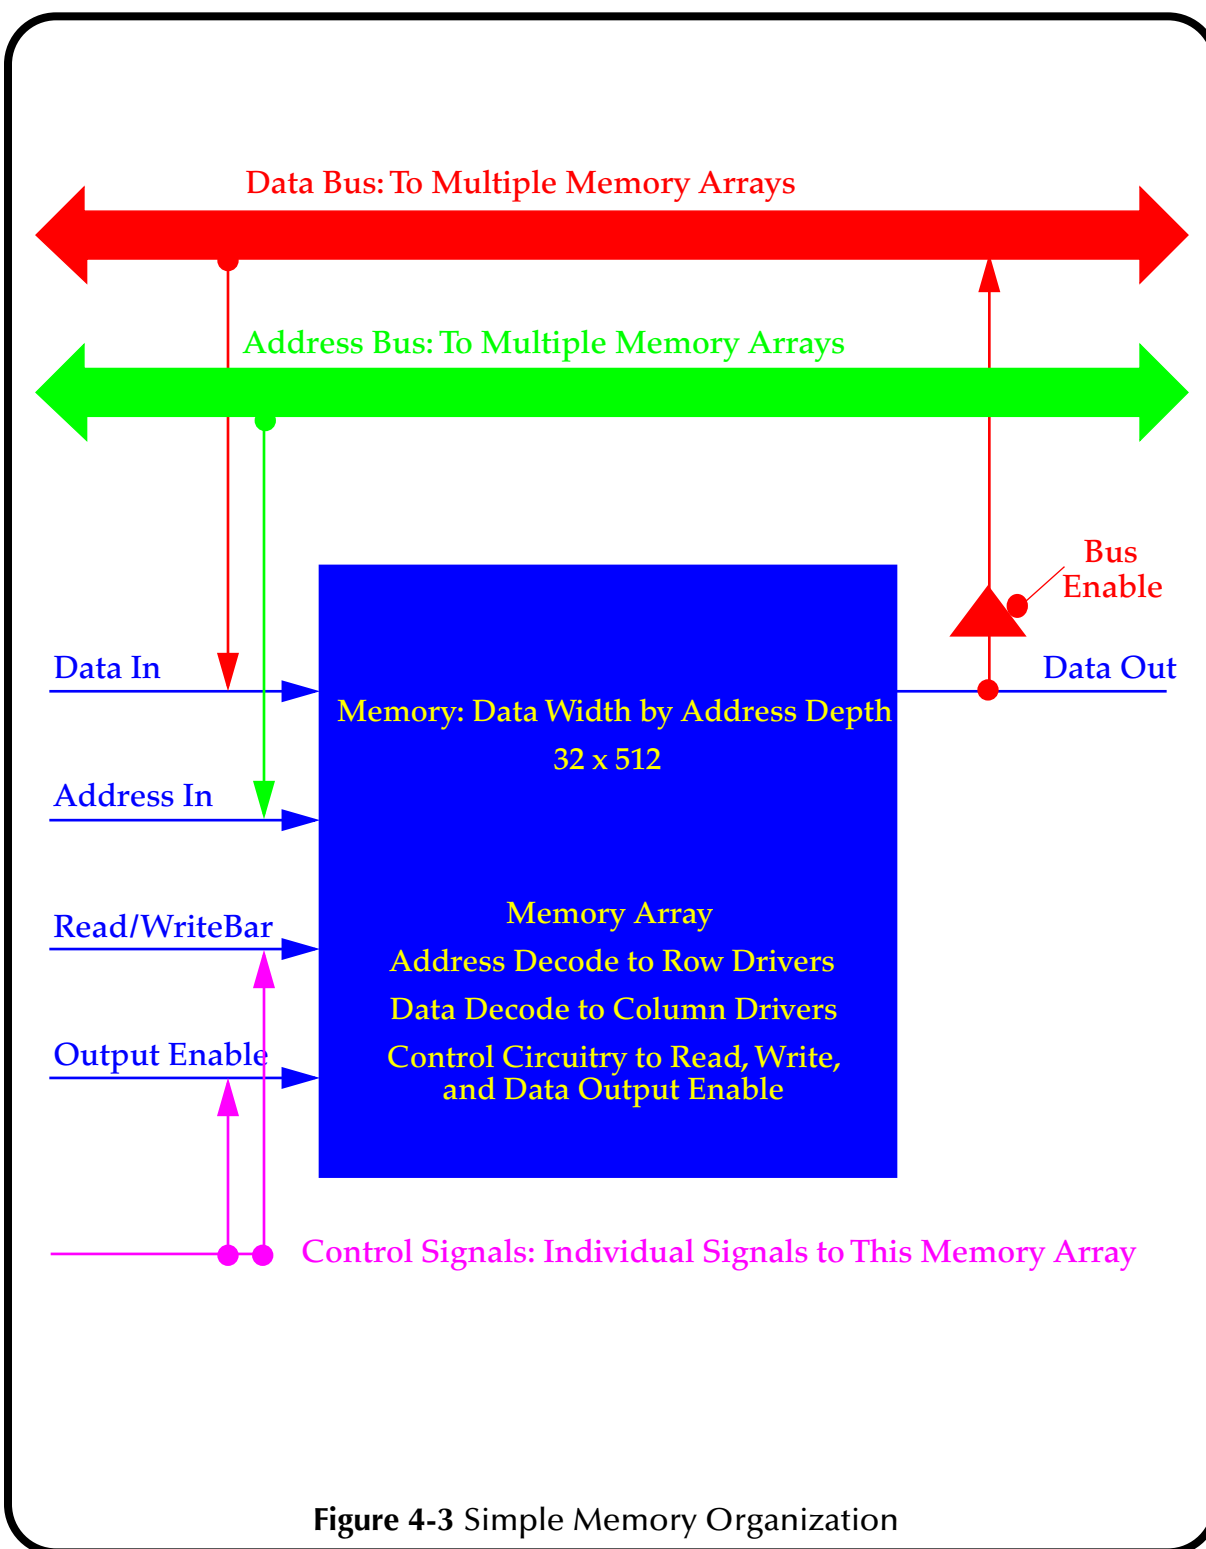 Data Bus: To Multiple Memory Arrays
Address Bus: To Multiple Memory Arrays
Bus
Enable
Data In
Data Out
Memory: Data Width by Address Depth
32 x 512
Address In
Memory Array
Read/WriteBar
Address Decode to Row Drivers
Data Decode to Column Drivers
Output Enable
Control Circuitry to Read, Write,
and Data Output Enable
Control Signals: Individual Signals to This Memory Array
Figure 4-3 Simple Memory Organization